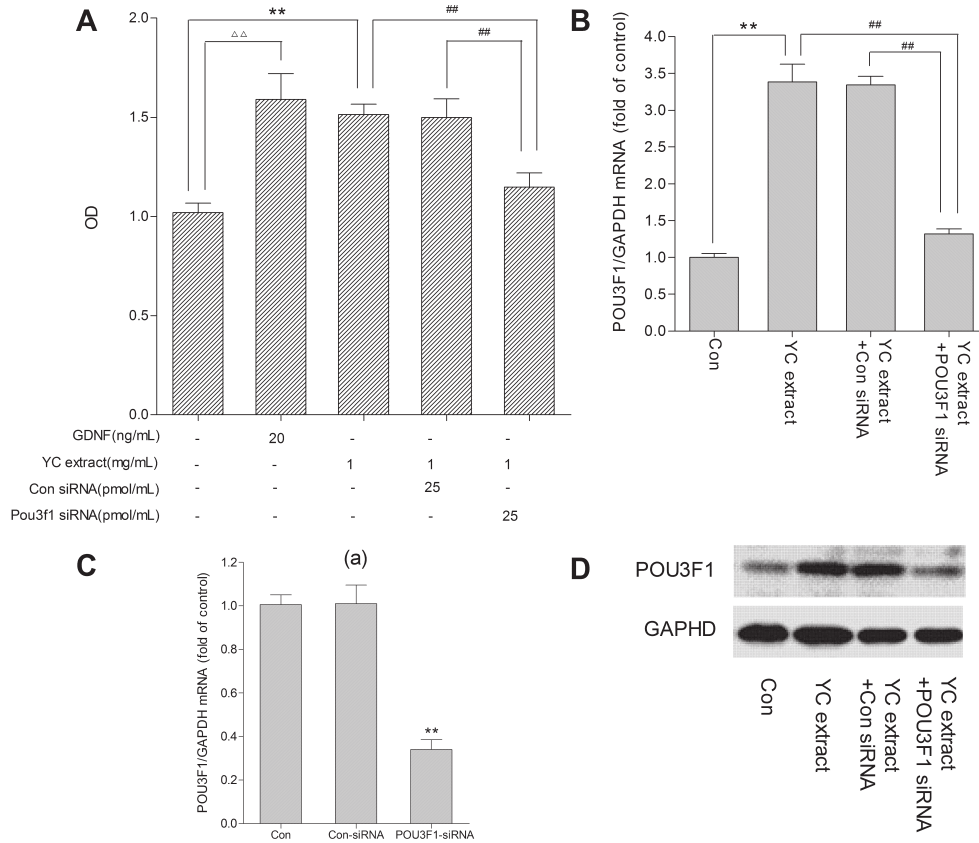 A
2.0
1.5
1.0
0.5
0.0
OD
**
△△
##
##
GDNF(ng/mL) - 20 - - -
YC extract(mg/mL) - - 1 1 1
Con siRNA(pmol/mL) - - - 25 -
Pou3f1 siRNA(pmol/mL) - - - - 25
B
POU3F1/GAPDH mRNA (fold of control)
4.0
3.5
3.0
2.5
2.0
1.5
1.0
0.5
0.0
**
##
##
Con
YC extract
YC extract
+Con siRNA
YC extract
+POU3F1 siRNA
C
(a)
POU3F1/GAPDH mRNA (fold of control)
1.2
1.0
0.8
0.6
0.4
0.2
0.0
**
Con Con-siRNA POU3F1-siRNA
D
POU3F1
GAPHD
Con
YC extract
YC extract
+Con siRNA
YC extract
+POU3F1 siRNA